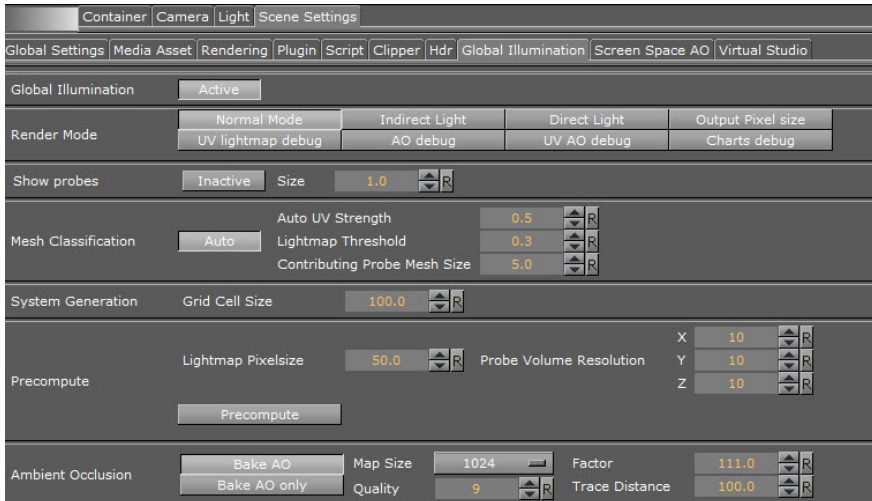 Container Camera Light Scene Settings
Global Settings Media Asset Rendering Plugin Script Clipper Hdr Global Illumination Screen Space AO Virtual Studio
Global Illumination Active
Normal Mode Indirect Light Direct Light Output Pixel size
Render Mode
UV lightmap debug AO debug UV AO debug Charts debug
Show probes Inactive Size 1.0 R
Auto UV Strength 0.5 R
Mesh Classification Auto Lightmap Threshold 0.3 R
Contributing Probe Mesh Size 5.0 R
System Generation Grid Cell Size 100.0 R
X 10 R
Lightmap Pixelsize 50.0 R Probe Volume Resolution Y 10 R
Precompute
Z 10 R
Precompute
Bake AO Map Size 1024 Factor 111.0 R
Ambient Occlusion
Bake AO only Quality 9 R Trace Distance 100.0 R